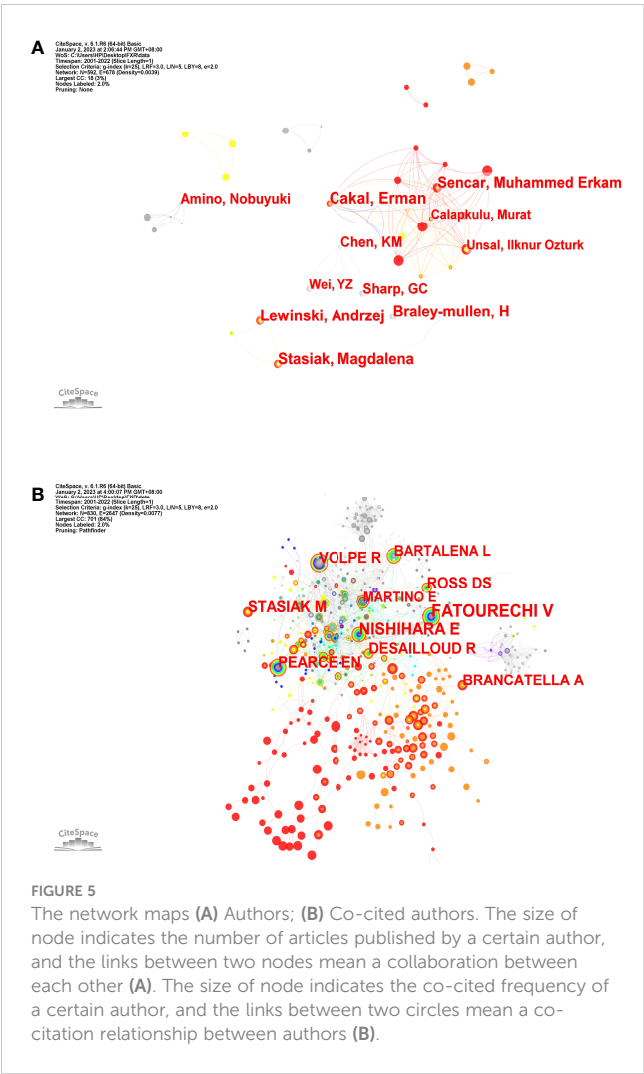 A
CiteSpace, v. 6.1.R6 (64-bit) Basic
January 2, 2023 at 2:06:44 PM GMT+08:00
WoS: C:\Users\HP\Desktop\FXR\data
Timespan: 2001-2022 (Slice Length=1)
Selection Criteria: g-index (k=25), LRF=3.0, L/N=5, LBY=8, e=2.0
Network: N=592, E=678 (Density=0.0039)
Largest CC: 18 (3%)
Nodes Labeled: 2.0%
Pruning: None
Sencar, Muhammed Erkam
Amino, Nobuyuki
Cakal, Erman
Calapkulu, Murat
Chen, KM
Unsal, Ilknur Ozturk
Wei, YZ
Sharp, GC
Lewinski, Andrzej
Braley-mullen, H
Stasiak, Magdalena
CiteSpace
B
CiteSpace, v. 6.1.R6 (64-bit) Basic
January 2, 2023 at 4:00:07 PM GMT+08:00
Timespan: 2001-2022 (Slice Length=1)
Selection Criteria: g-index (k=25), LRF=3.0, L/N=5, LBY=8, e=2.0
Network: N=830, E=2647 (Density=0.0077)
Largest CC: 701 (84%)
Nodes Labeled: 2.0%
Pruning: Pathfinder
VOLPE R
BARTALENA L
ROSS DS
MARTINO E
STASIAK M
FATOURECHI V
NISHIHARA E
DESAILLOUD R
PEARCE EN
BRANCATELLA A
CiteSpace
FIGURE 5
The network maps (A) Authors; (B) Co-cited authors. The size of
node indicates the number of articles published by a certain author,
and the links between two nodes mean a collaboration between
each other (A). The size of node indicates the co-cited frequency of
a certain author, and the links between two circles mean a co-
citation relationship between authors (B).